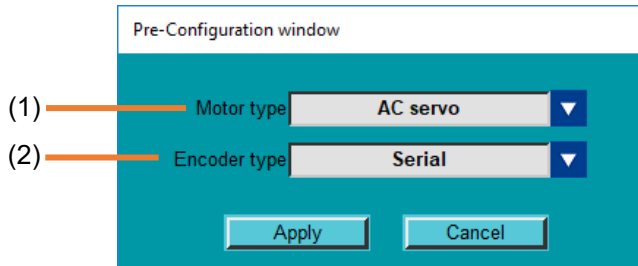 Pre-Configuration window
(1) Motor type AC servo
(2) Encoder type Serial
Apply Cancel